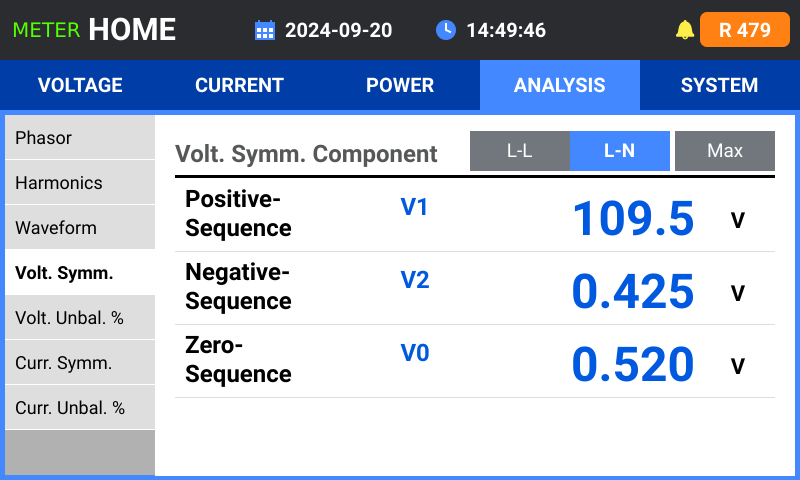 METER HOME 2024-09-20 14:49:46 R 479
VOLTAGE CURRENT POWER ANALYSIS SYSTEM
Phasor
Harmonics
Waveform
Volt. Symm.
Volt. Unbal. %
Curr. Symm.
Curr. Unbal. %
Volt. Symm. Component L-L L-N Max
Positive-
Sequence V1 109.5 V
Negative-
Sequence V2 0.425 V
Zero-
Sequence V0 0.520 V